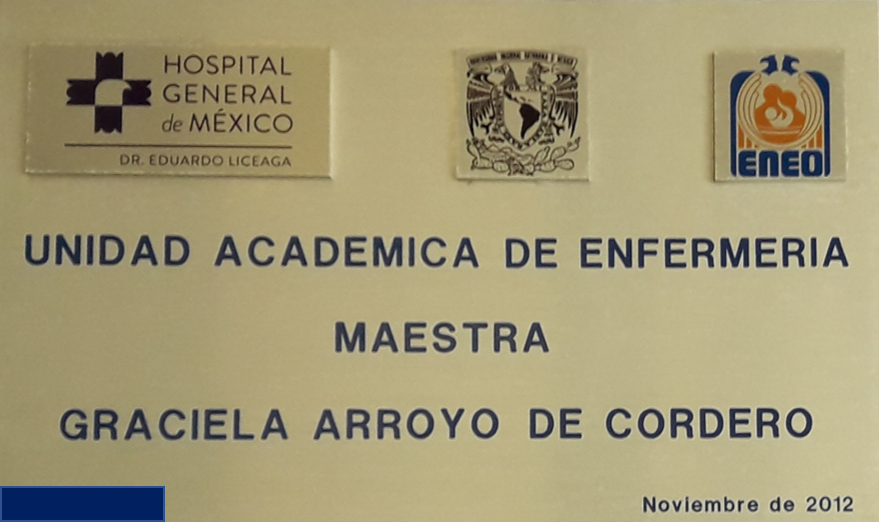 HOSPITAL
GENERAL
de MÉXICO
DR. EDUARDO LICEAGA
ENEO
UNIDAD ACADEMICA DE ENFERMERIA
MAESTRA
GRACIELA ARROYO DE CORDERO
Noviembre de 2012